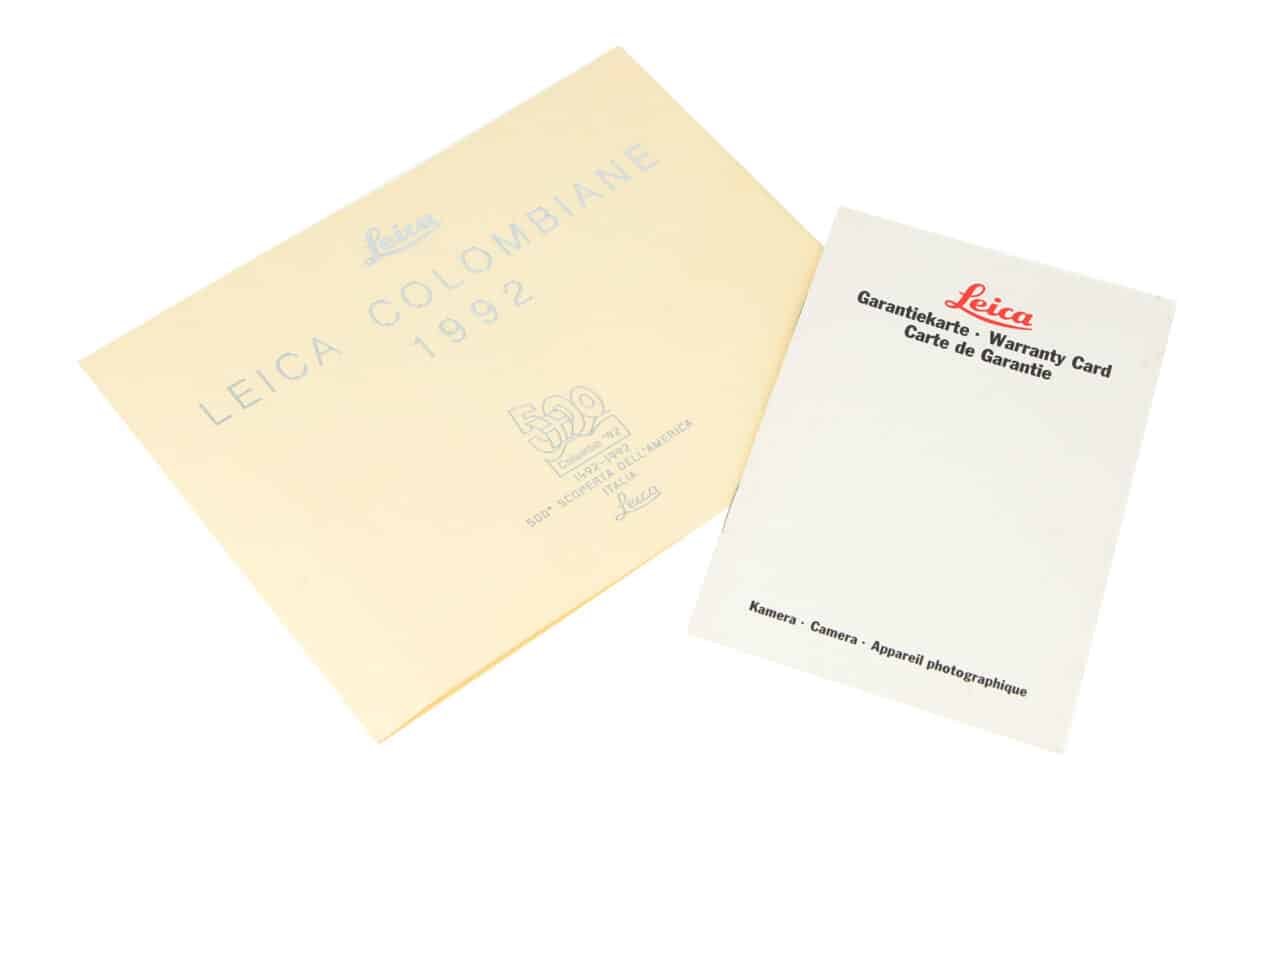 Leica
LEICA COLOMBIANE
1992
500
Colombo '92
1492-1992
500° SCOPERTA DELL'AMERICA
ITALIA
Leica
Leica
Garantiekarte · Warranty Card
Carte de Garantie
Kamera · Camera · Appareil photographique